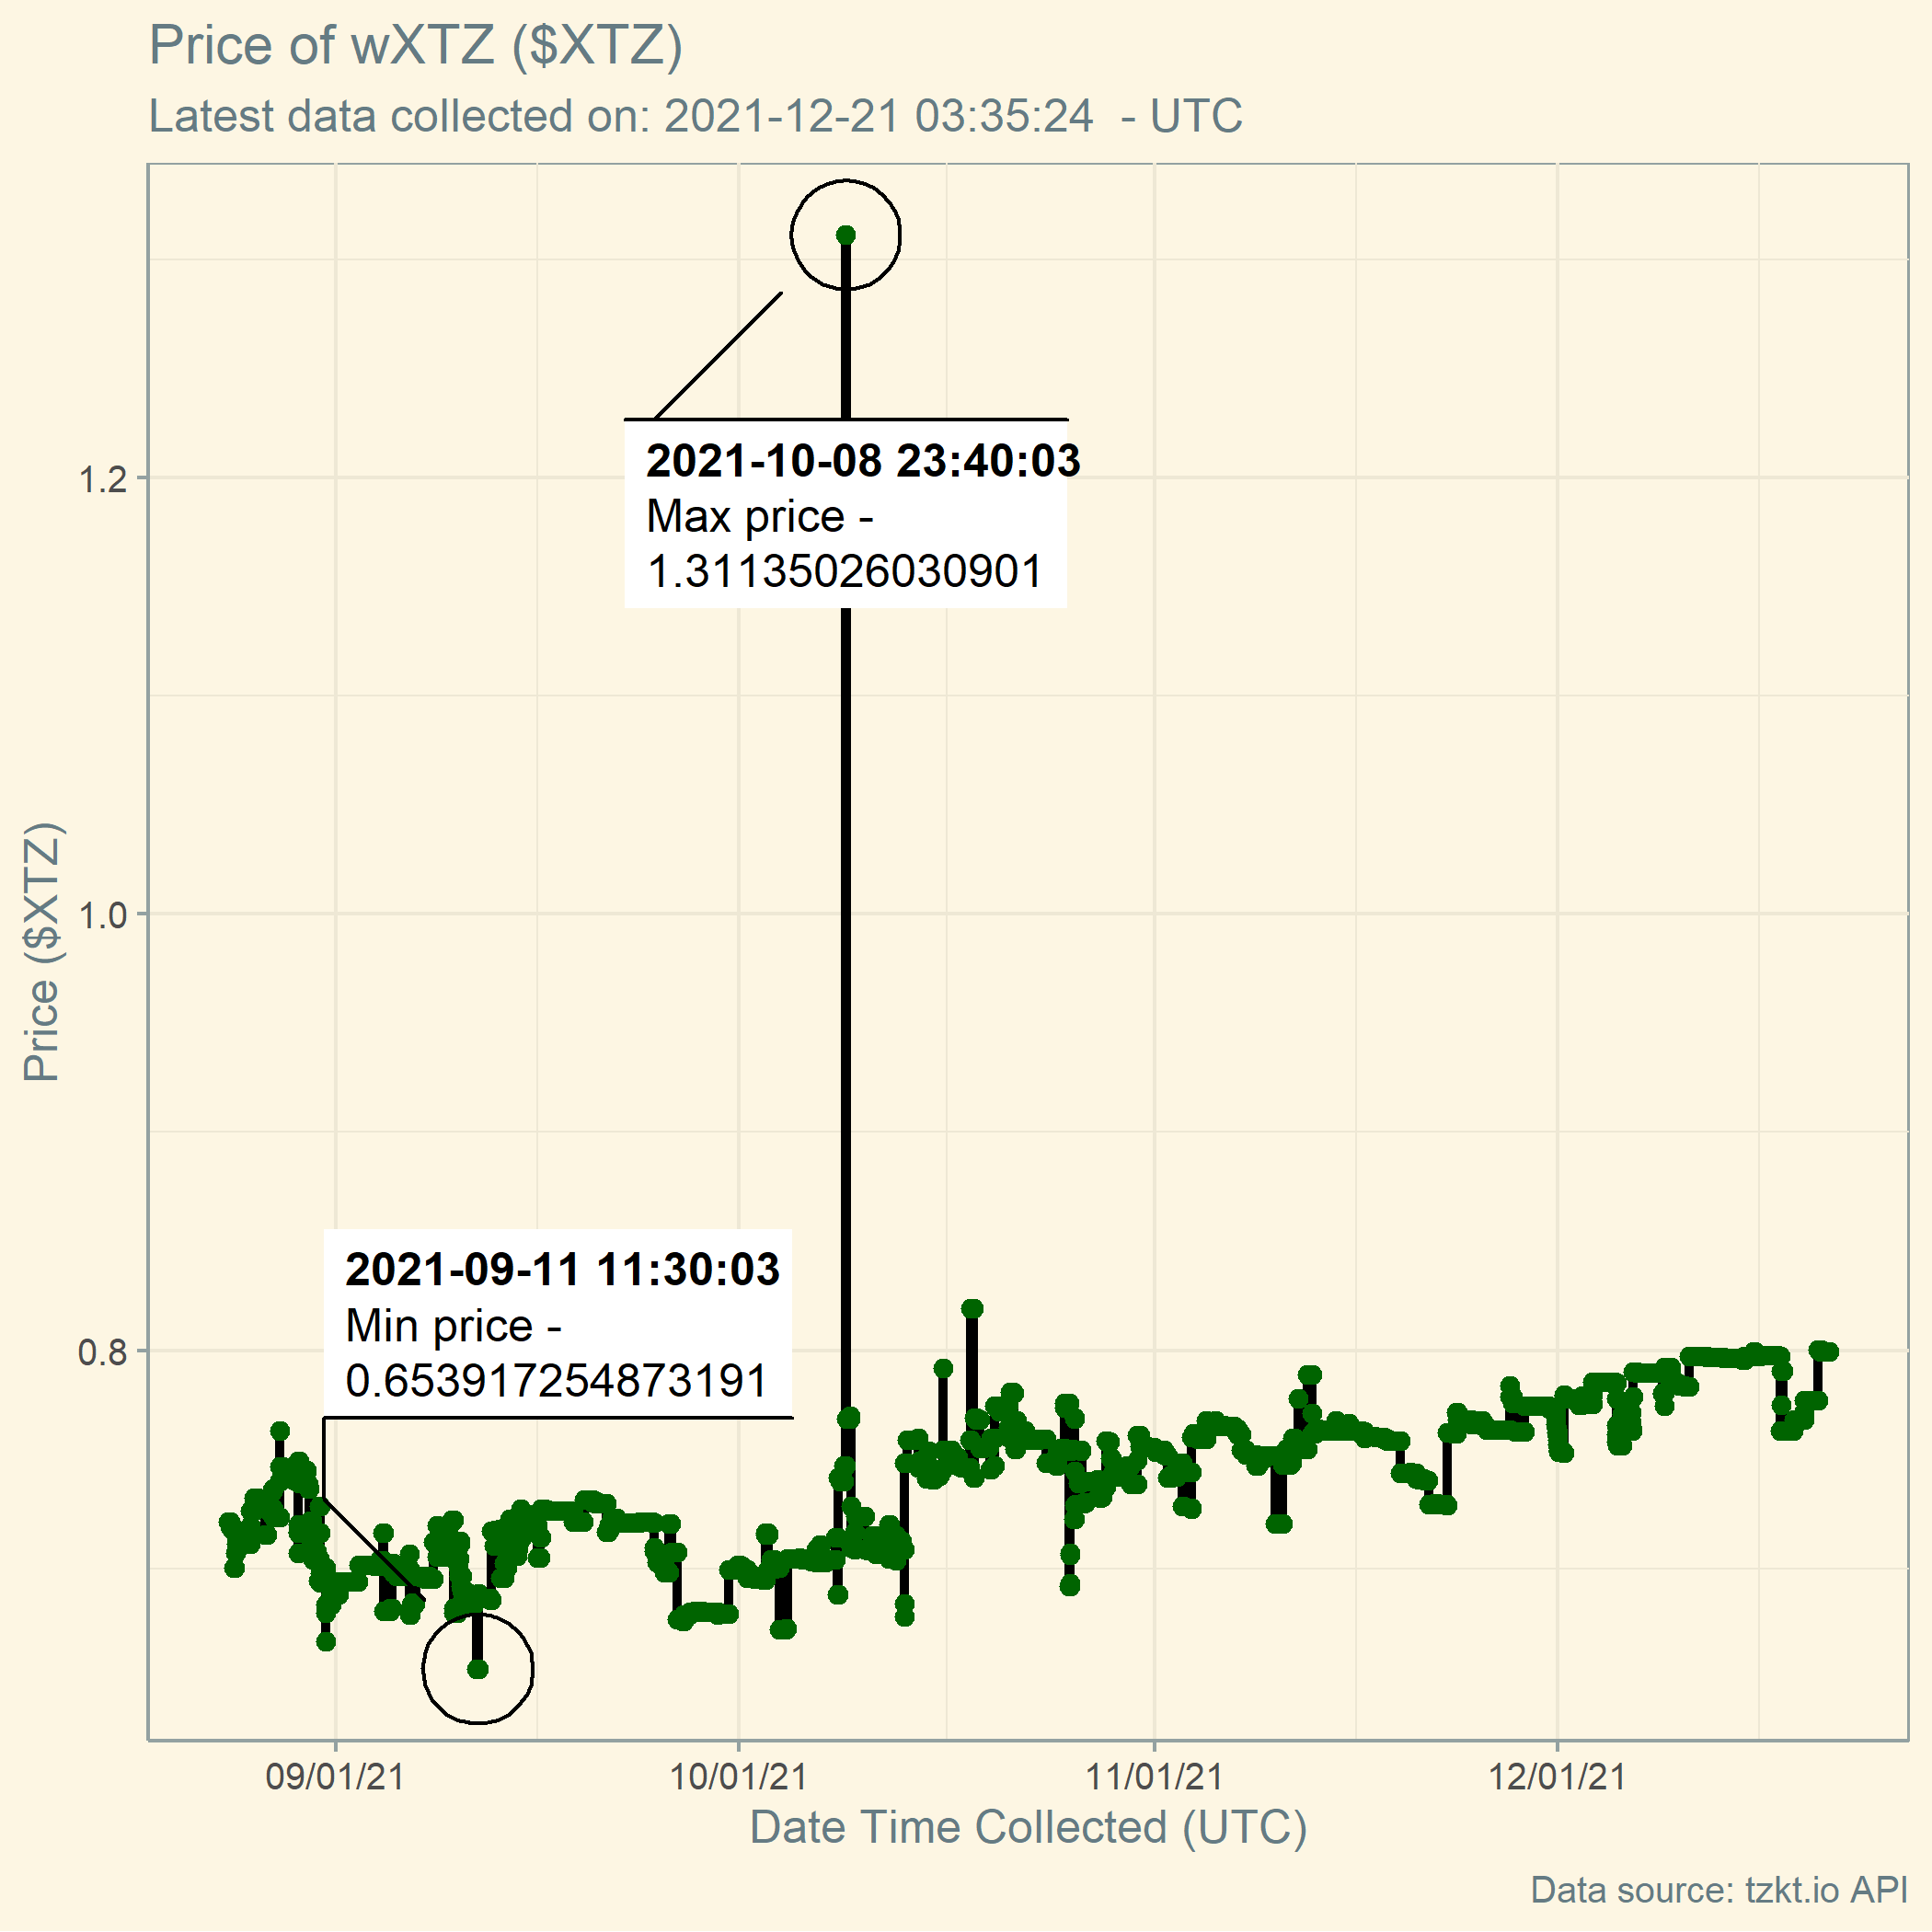 Price of wXTZ ($XTZ)
Latest data collected on: 2021-12-21 03:35:24  - UTC
2021-10-08 23:40:03
Max price -
1.31135026030901
1.2
1.0
Price ($XTZ)
2021-09-11 11:30:03
Min price -
0.653917254873191
0.8
09/01/21
10/01/21
11/01/21
12/01/21
Date Time Collected (UTC)
Data source: tzkt.io API